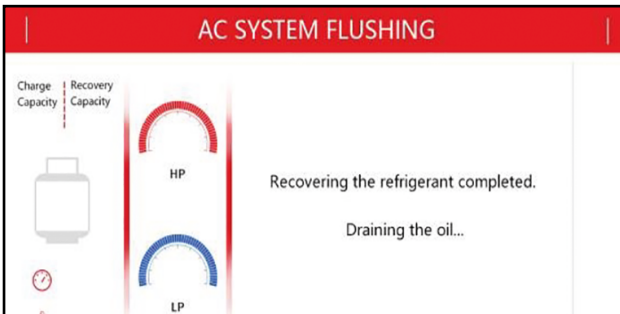 AC SYSTEM FLUSHING
Charge Capacity
Recovery Capacity
HP
Recovering the refrigerant completed.
Draining the oil...
LP